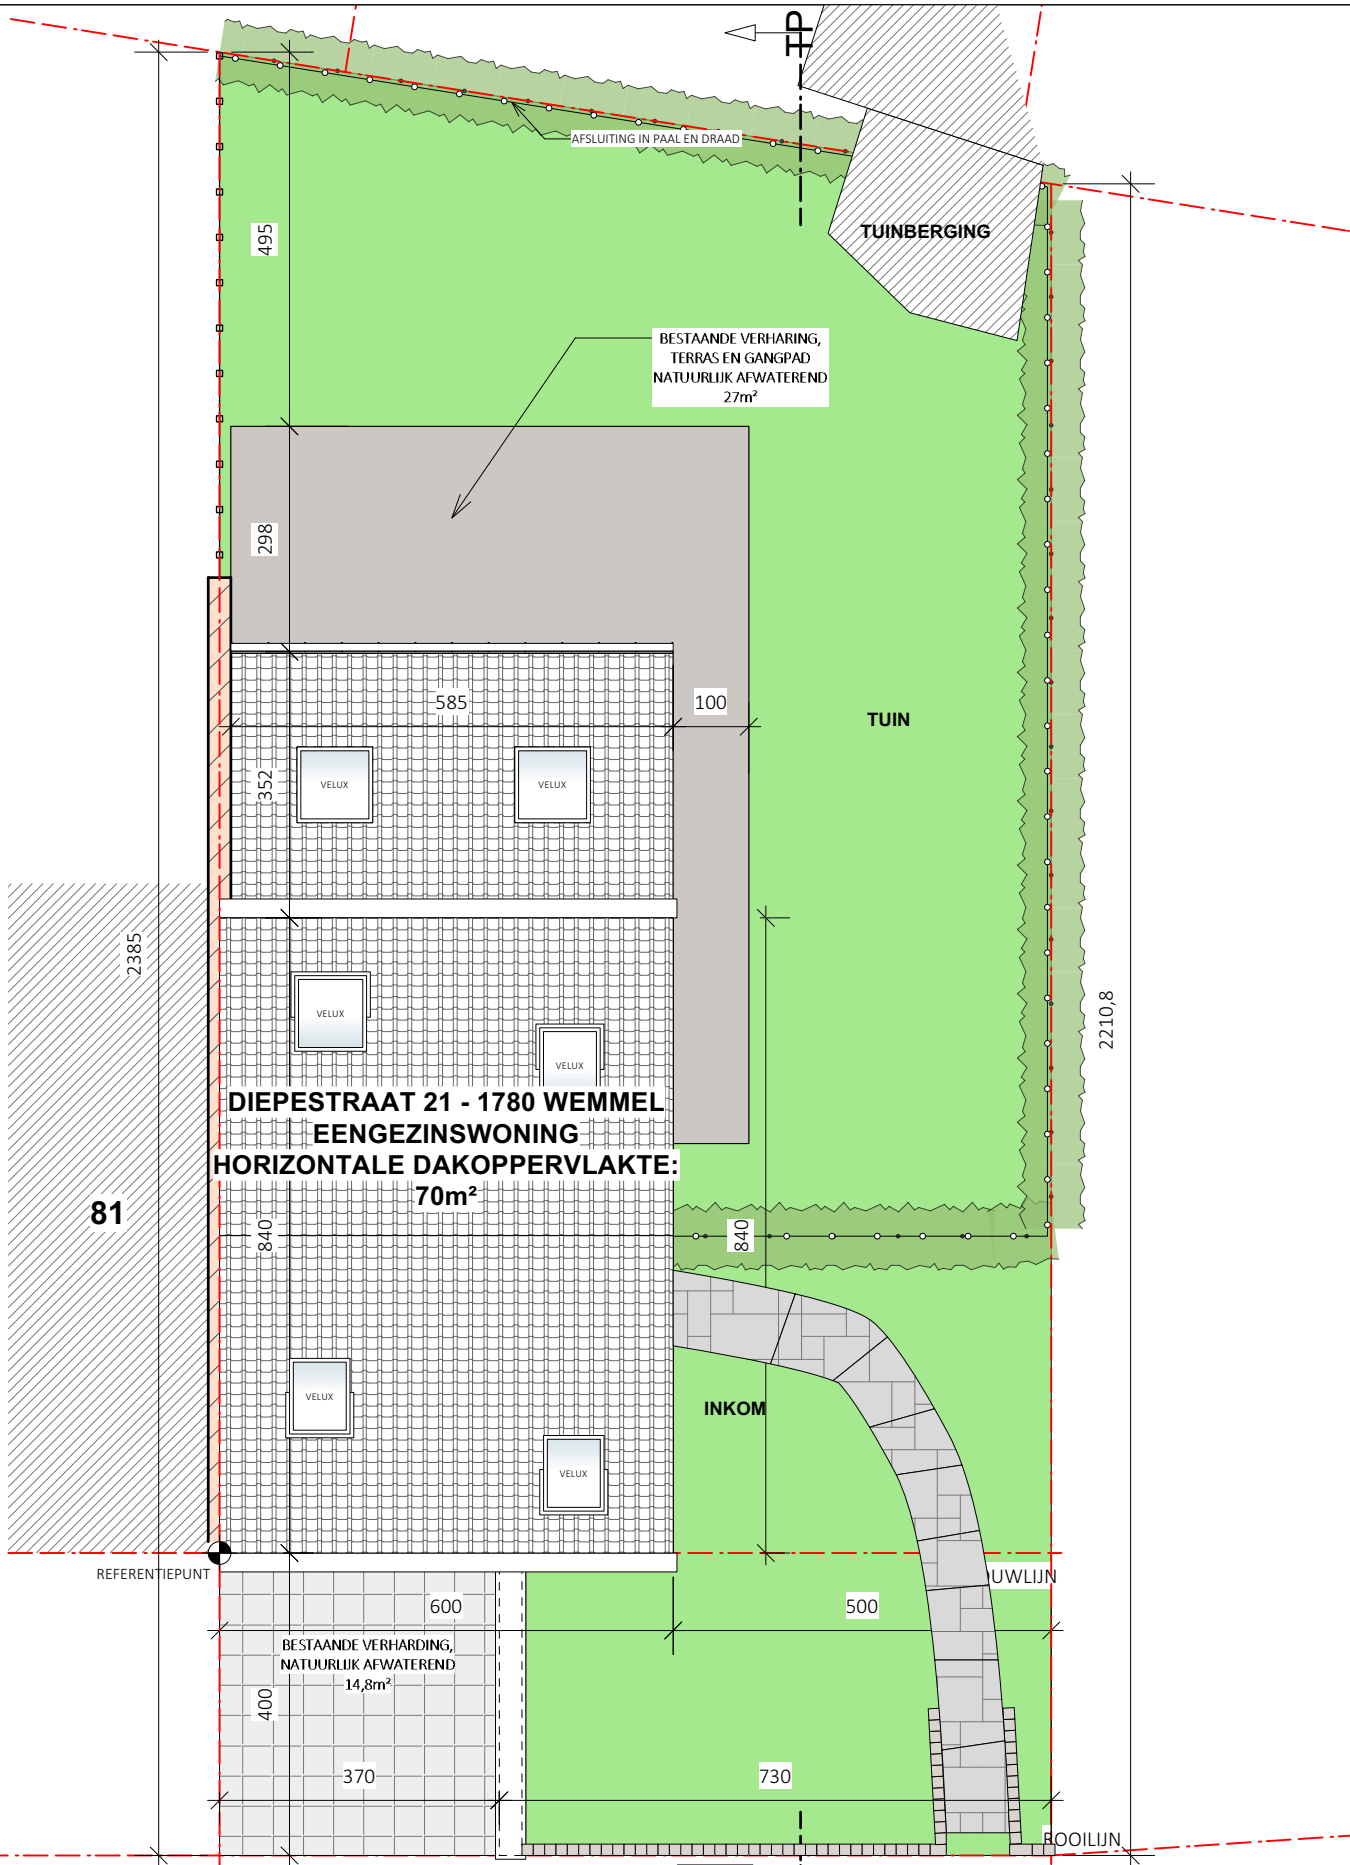 TP
AFSLUITING IN PAAL EN DRAAD
TUINBERGING
495
BESTAANDE VERHARING,
TERRAS EN GANGPAD
NATUURLIJK AFWATEREND
27m²
298
585
100
TUIN
VELUX
VELUX
352
2385
2210,8
VELUX
VELUX
DIEPESTRAAT 21 - 1780 WEMMEL
EENGEZINSWONING
HORIZONTALE DAKOPPERVLAKTE:
70m²
81
840
840
VELUX
INKOM
VELUX
REFERENTIEPUNT
OUWLIJN
600
500
BESTAANDE VERHARDING,
NATUURLIJK AFWATEREND
14,8m²
400
370
730
ROOILIJN